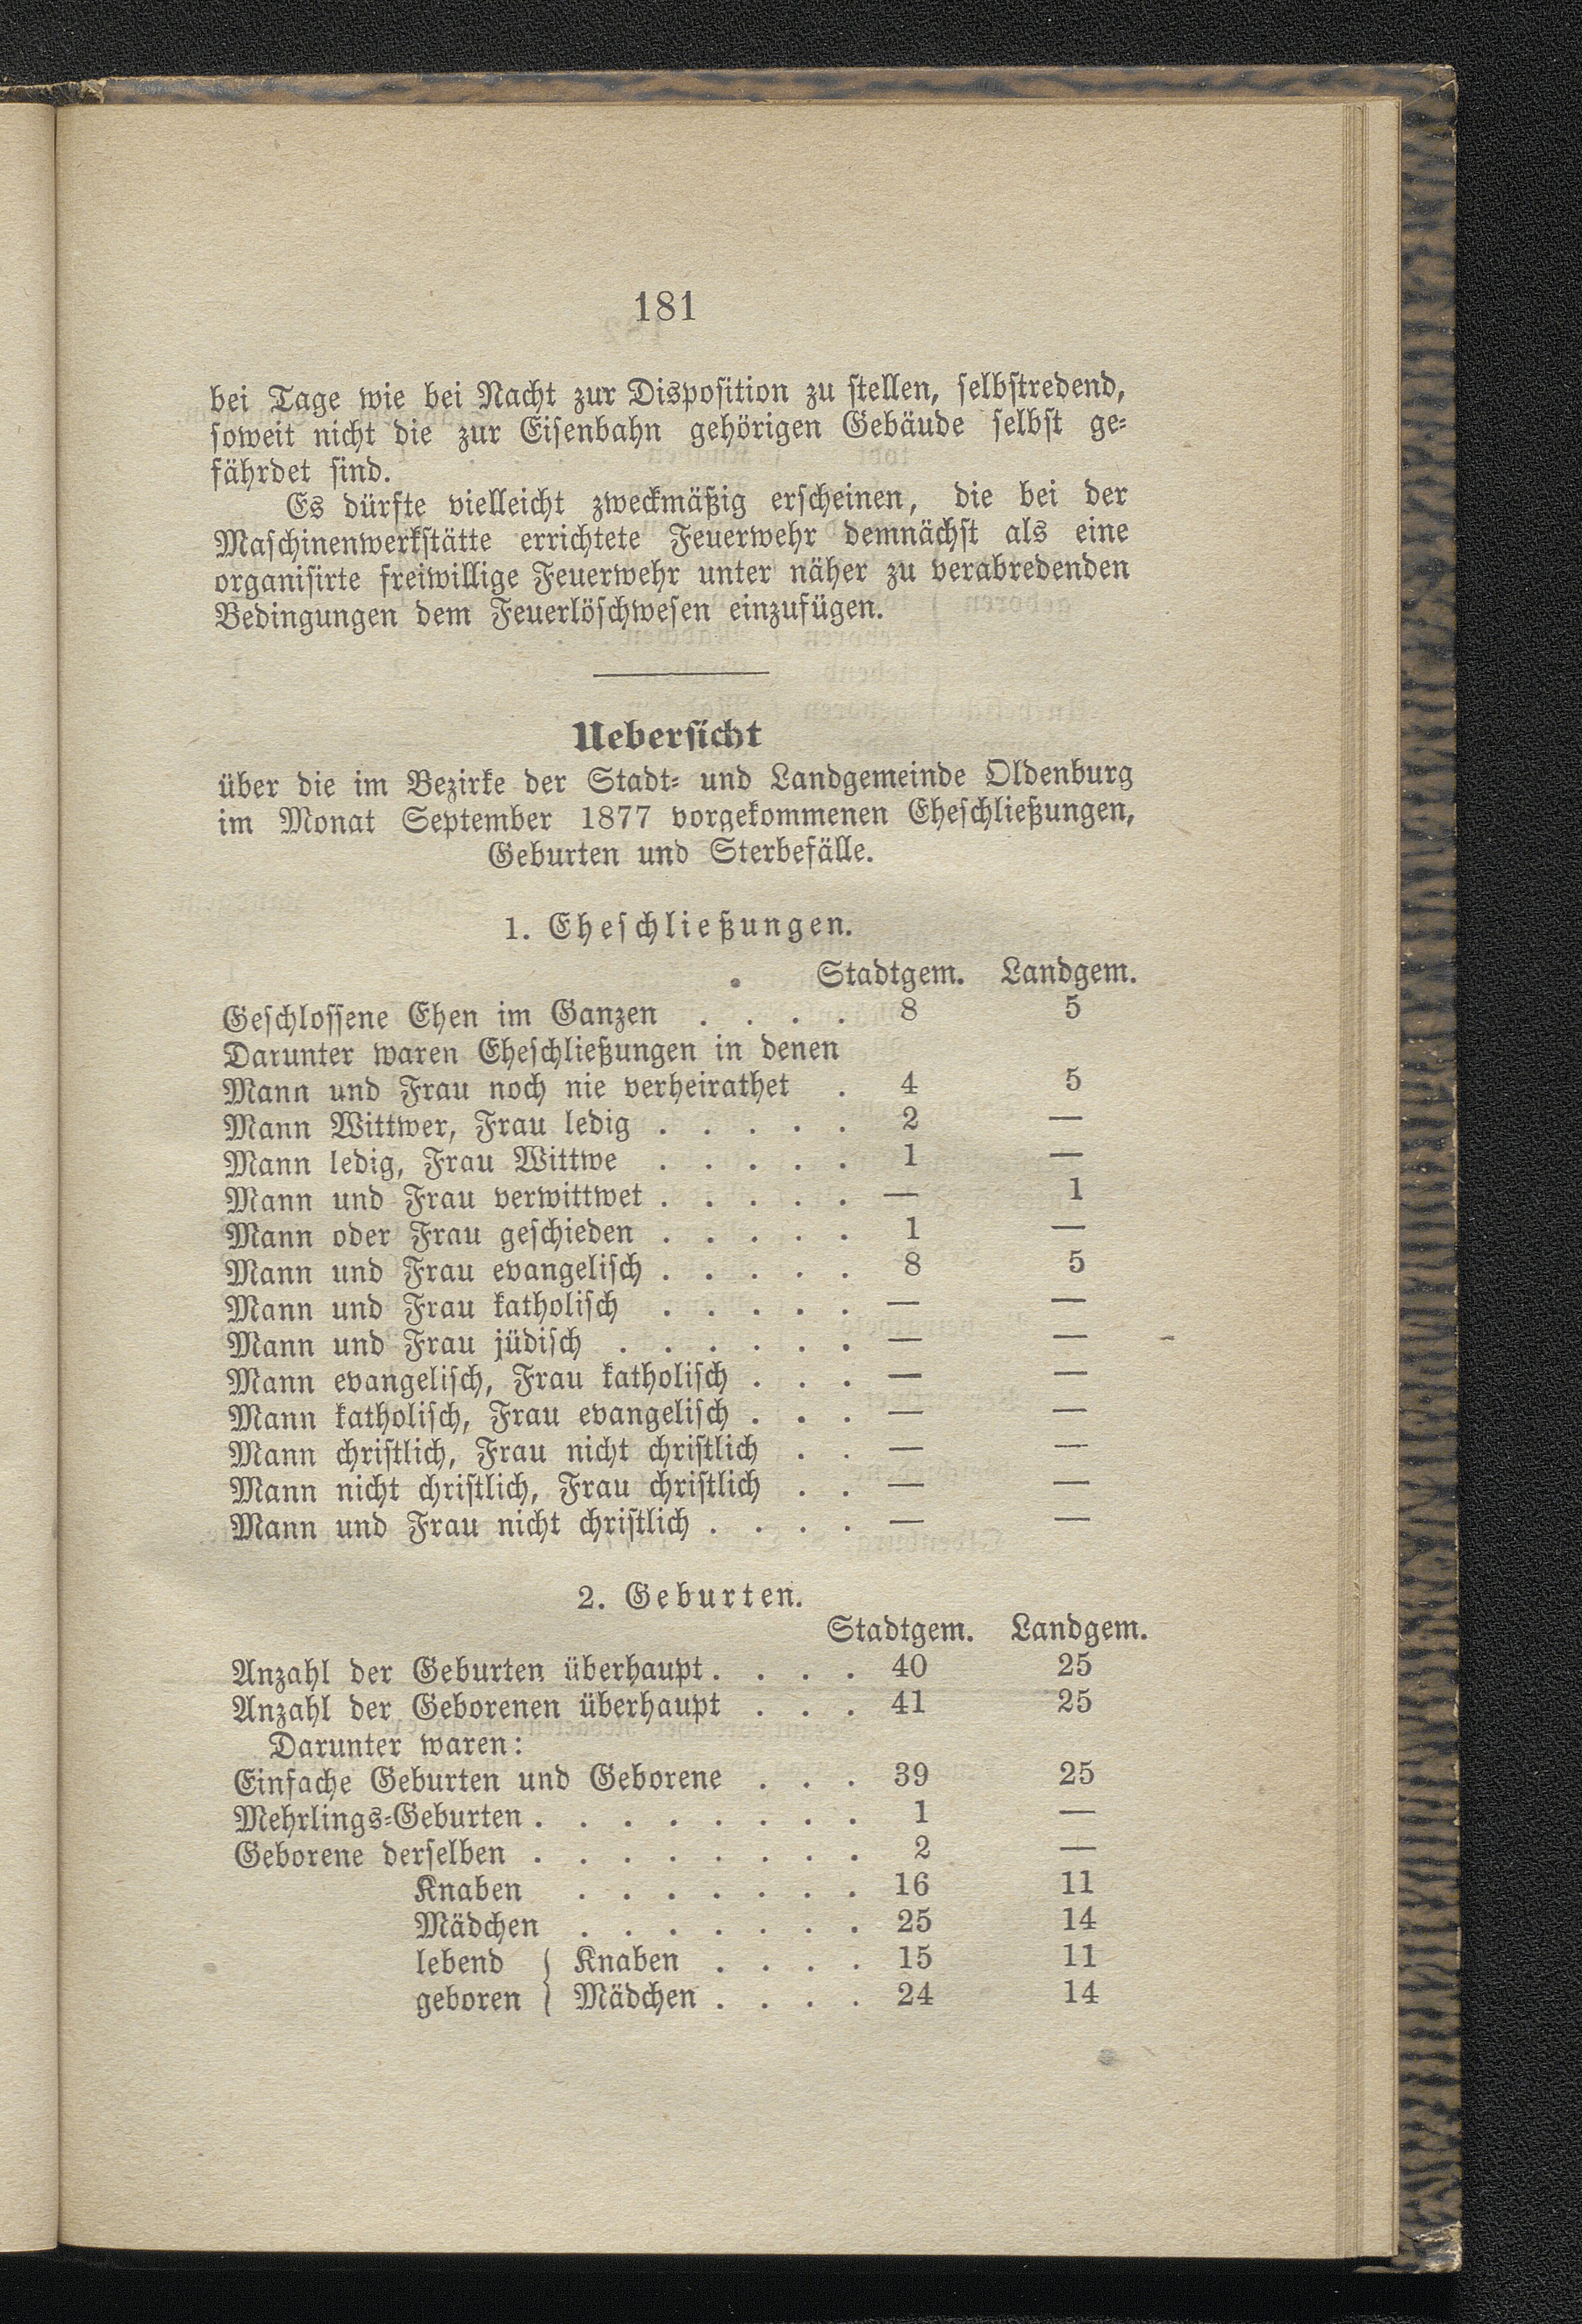 181
bei Tage wie bei Nacht zur Disposition zu stellen, selbstredend,
soweit nicht die zur Eisenbahn gehörigen Gebäude selbst ge-
fährdet sind.
Es dürfte vielleicht zweckmäßig erscheinen, die bei der
Maschinenwerkstätte errichtete Feuerwehr demnächst als eine
organisirte freiwillige Feuerwehr unter näher zu verabredenden
Bedingungen dem Feuerlöschwesen einzufügen.
Uebersicht
über die im Bezirke der Stadt- und Landgemeinde Oldenburg
im Monat September 1877 vorgekommenen Eheschließungen,
Geburten und Sterbefälle.
1. Eheschließungen.
Stadtgem. Landgem.
Geschlossene Ehen im Ganzen . . . . 8 5
Darunter waren Eheschließungen in denen
Mann und Frau noch nie verheirathet . 4 5
Mann Wittwer, Frau ledig . . . . . 2 —
Mann ledig, Frau Wittwe . . . . . 1 —
Mann und Frau verwittwet . . . . . — 1
Mann oder Frau geschieden . . . . . 1 —
Mann und Frau evangelisch . . . . . 8 5
Mann und Frau katholisch . . . . . — —
Mann und Frau jüdisch . . . . . . — —
Mann evangelisch, Frau katholisch . . . — —
Mann katholisch, Frau evangelisch . . . — —
Mann christlich, Frau nicht christlich . . — —
Mann nicht christlich, Frau christlich . . — —
Mann und Frau nicht christlich . . . . — —
2. Geburten.
Stadtgem. Landgem.
Anzahl der Geburten überhaupt . . . . 40 25
Anzahl der Geborenen überhaupt . . . 41 25
Darunter waren:
Einfache Geburten und Geborene . . . 39 25
Mehrlings-Geburten . . . . . . . . 1 —
Geborene derselben . . . . . . . . 2 —
Knaben . . . . . . . 16 11
Mädchen . . . . . . . 25 14
lebend { Knaben . . . . 15 11
geboren { Mädchen . . . . 24 14